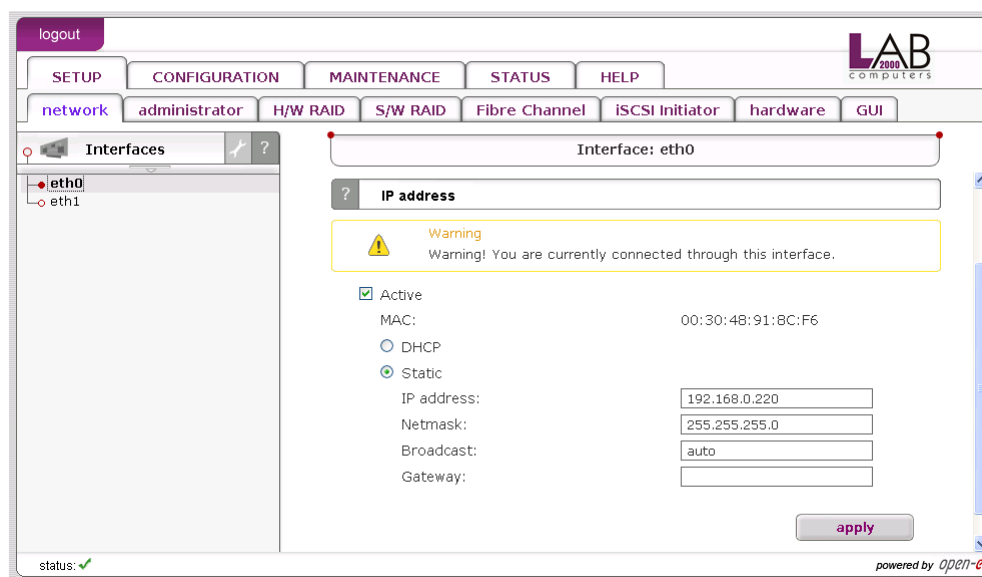 logout
LAB
2000
computers
SETUP CONFIGURATION MAINTENANCE STATUS HELP
network administrator H/W RAID S/W RAID Fibre Channel iSCSI Initiator hardware GUI
Interfaces ?
eth0
eth1
Interface: eth0
? IP address
Warning
Warning! You are currently connected through this interface.
Active
MAC: 00:30:48:91:8C:F6
DHCP
Static
IP address: 192.168.0.220
Netmask: 255.255.255.0
Broadcast: auto
Gateway:
apply
status: powered by open-e